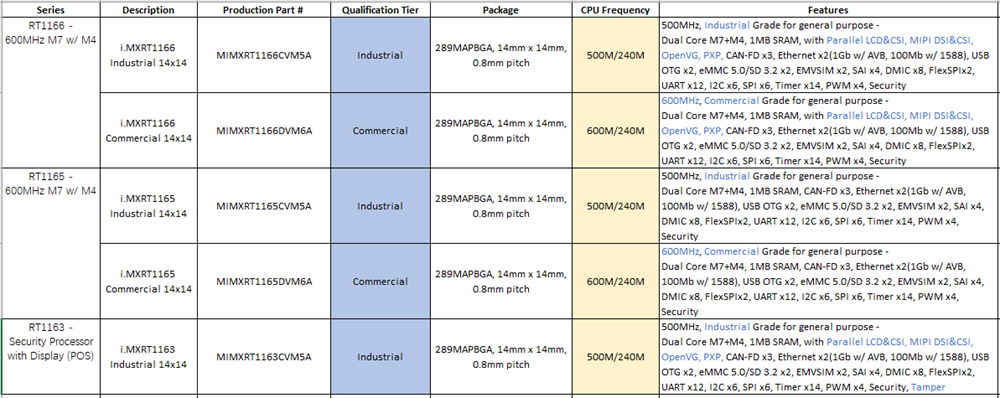 Series Description Production Part # Qualification Tier Package CPU Frequency Features
RT1166 -
600MHz M7 w/ M4
i.MXRT1166
Industrial 14x14
MIMXRT1166CVM5A
Industrial
289MAPBGA, 14mm x 14mm,
0.8mm pitch
500M/240M
500MHz, Industrial Grade for general purpose -
Dual Core M7+M4, 1MB SRAM, with Parallel LCD&CSI, MIPI DSI&CSI,
OpenVG, PXP, CAN-FD x3, Ethernet x2(1Gb w/ AVB, 100Mb w/ 1588), USB
OTG x2, eMMC 5.0/SD 3.2 x2, EMVSIM x2, SAI x4, DMIC x8, FlexSPIx2,
UART x12, I2C x6, SPI x6, Timer x14, PWM x4, Security
i.MXRT1166
Commercial 14x14
MIMXRT1166DVM6A
Commercial
289MAPBGA, 14mm x 14mm,
0.8mm pitch
600M/240M
600MHz, Commercial Grade for general purpose -
Dual Core M7+M4, 1MB SRAM, with Parallel LCD&CSI, MIPI DSI&CSI,
OpenVG, PXP, CAN-FD x3, Ethernet x2(1Gb w/ AVB, 100Mb w/ 1588), USB
OTG x2, eMMC 5.0/SD 3.2 x2, EMVSIM x2, SAI x4, DMIC x8, FlexSPIx2,
UART x12, I2C x6, SPI x6, Timer x14, PWM x4, Security
RT1165 -
600MHz M7 w/ M4
i.MXRT1165
Industrial 14x14
MIMXRT1165CVM5A
Industrial
289MAPBGA, 14mm x 14mm,
0.8mm pitch
500M/240M
500MHz, Industrial Grade for general purpose -
Dual Core M7+M4, 1MB SRAM, CAN-FD x3, Ethernet x2(1Gb w/ AVB,
100Mb w/ 1588), USB OTG x2, eMMC 5.0/SD 3.2 x2, EMVSIM x2, SAI x4,
DMIC x8, FlexSPIx2, UART x12, I2C x6, SPI x6, Timer x14, PWM x4,
Security
i.MXRT1165
Commercial 14x14
MIMXRT1165DVM6A
Commercial
289MAPBGA, 14mm x 14mm,
0.8mm pitch
600M/240M
600MHz, Commercial Grade for general purpose -
Dual Core M7+M4, 1MB SRAM, CAN-FD x3, Ethernet x2(1Gb w/ AVB,
100Mb w/ 1588), USB OTG x2, eMMC 5.0/SD 3.2 x2, EMVSIM x2, SAI x4,
DMIC x8, FlexSPIx2, UART x12, I2C x6, SPI x6, Timer x14, PWM x4,
Security
RT1163 -
Security Processor
with Display (POS)
i.MXRT1163
Industrial 14x14
MIMXRT1163CVM5A
Industrial
289MAPBGA, 14mm x 14mm,
0.8mm pitch
500M/240M
500MHz, Industrial Grade for general purpose -
Dual Core M7+M4, 1MB SRAM, with Parallel LCD&CSI, MIPI DSI&CSI,
OpenVG, PXP, CAN-FD x3, Ethernet x2(1Gb w/ AVB, 100Mb w/ 1588), USB
OTG x2, eMMC 5.0/SD 3.2 x2, EMVSIM x2, SAI x4, DMIC x8, FlexSPIx2,
UART x12, I2C x6, SPI x6, Timer x14, PWM x4, Security, Tamper